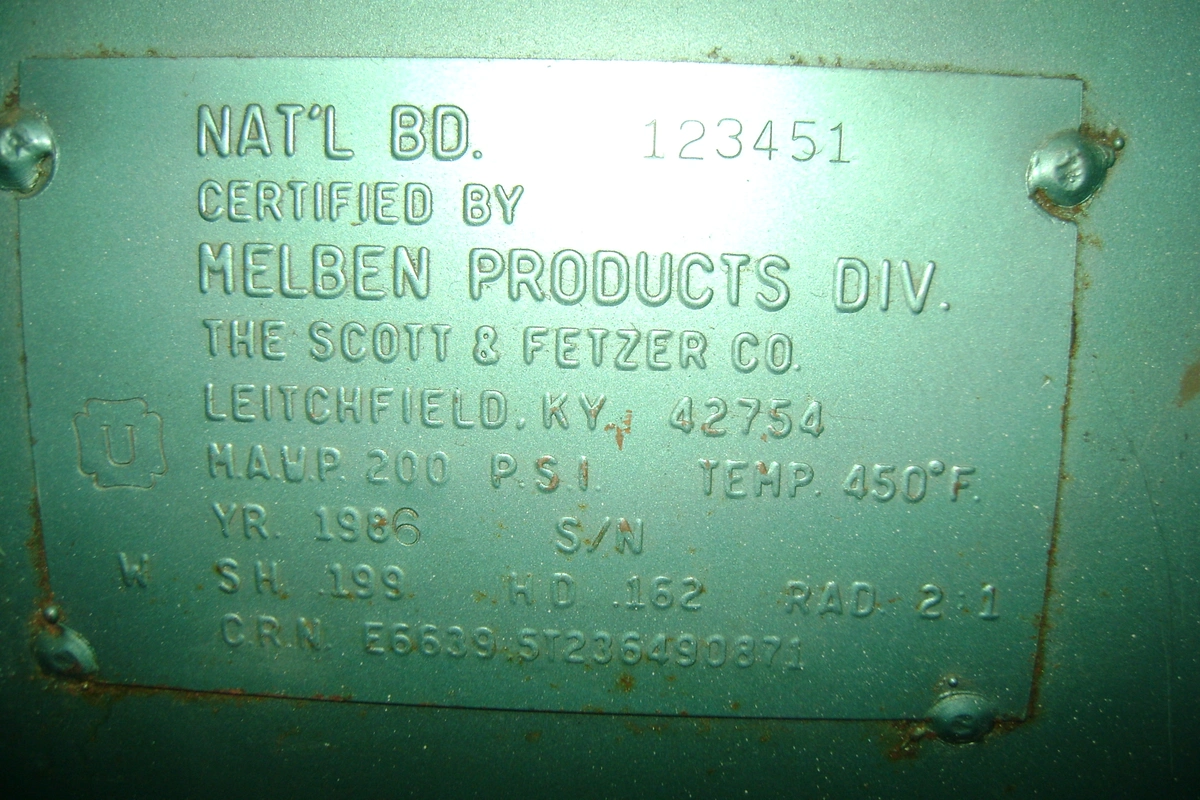 NAT'L BD. 123451
CERTIFIED BY
MELBEN PRODUCTS DIV.
THE SCOTT & FETZER CO.
LEITCHFIELD, KY. 42754
U
M.A.W.P. 200 P.S.I. TEMP. 450°F.
YR. 1986 S/N
W SH .199 HD .162 RAD 2:1
C.R.N. E6639.5T236490871